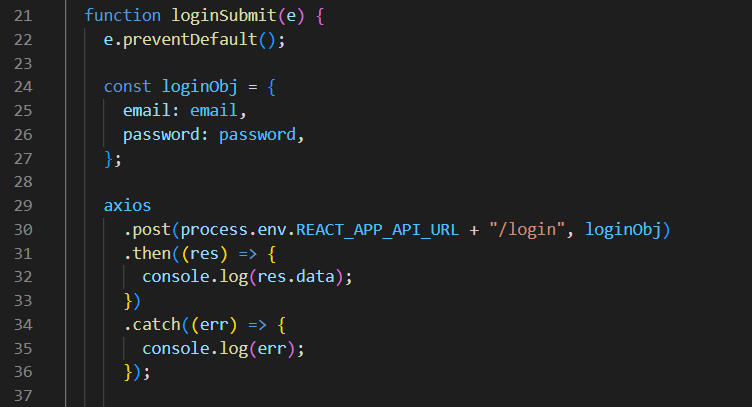 21 function loginSubmit(e) {
22 e.preventDefault();
23
24 const loginObj = {
25 email: email,
26 password: password,
27 };
28
29 axios
30 .post(process.env.REACT_APP_API_URL + "/login", loginObj)
31 .then((res) => {
32 console.log(res.data);
33 })
34 .catch((err) => {
35 console.log(err);
36 });
37